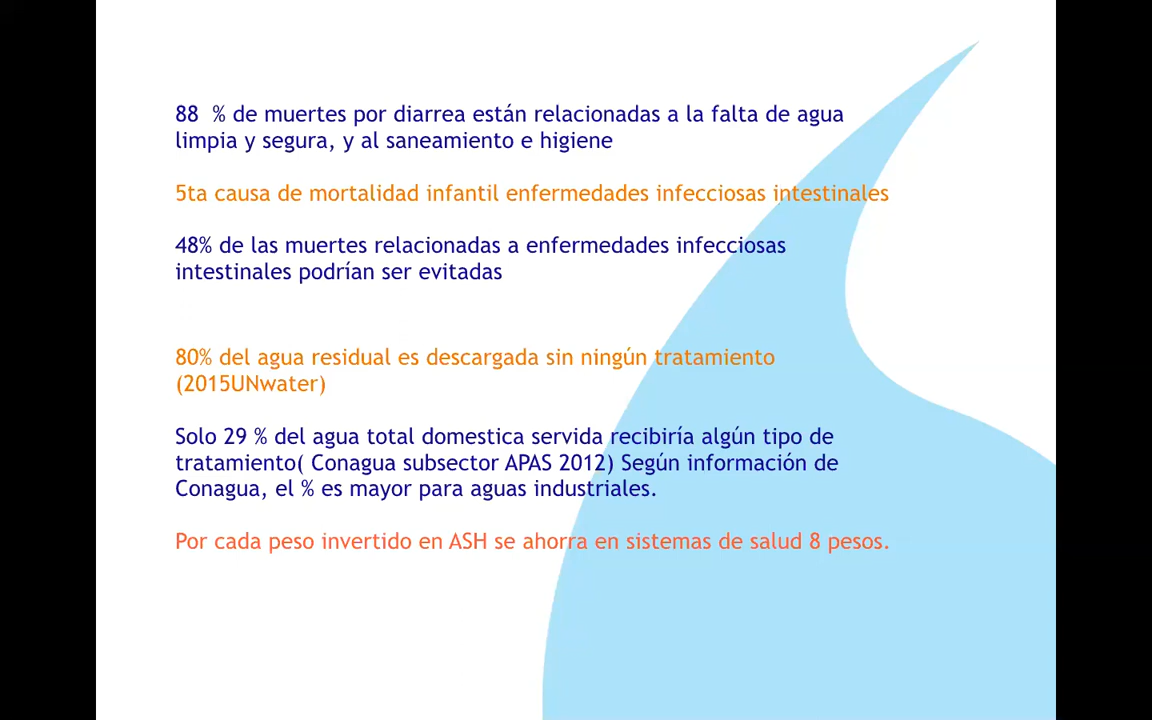 88  % de muertes por diarrea están relacionadas a la falta de agua
limpia y segura, y al saneamiento e higiene
5ta causa de mortalidad infantil enfermedades infecciosas intestinales
48% de las muertes relacionadas a enfermedades infecciosas
intestinales podrían ser evitadas
80% del agua residual es descargada sin ningún tratamiento
(2015UNwater)
Solo 29 % del agua total domestica servida recibiría algún tipo de
tratamiento( Conagua subsector APAS 2012) Según información de
Conagua, el % es mayor para aguas industriales.
Por cada peso invertido en ASH se ahorra en sistemas de salud 8 pesos.